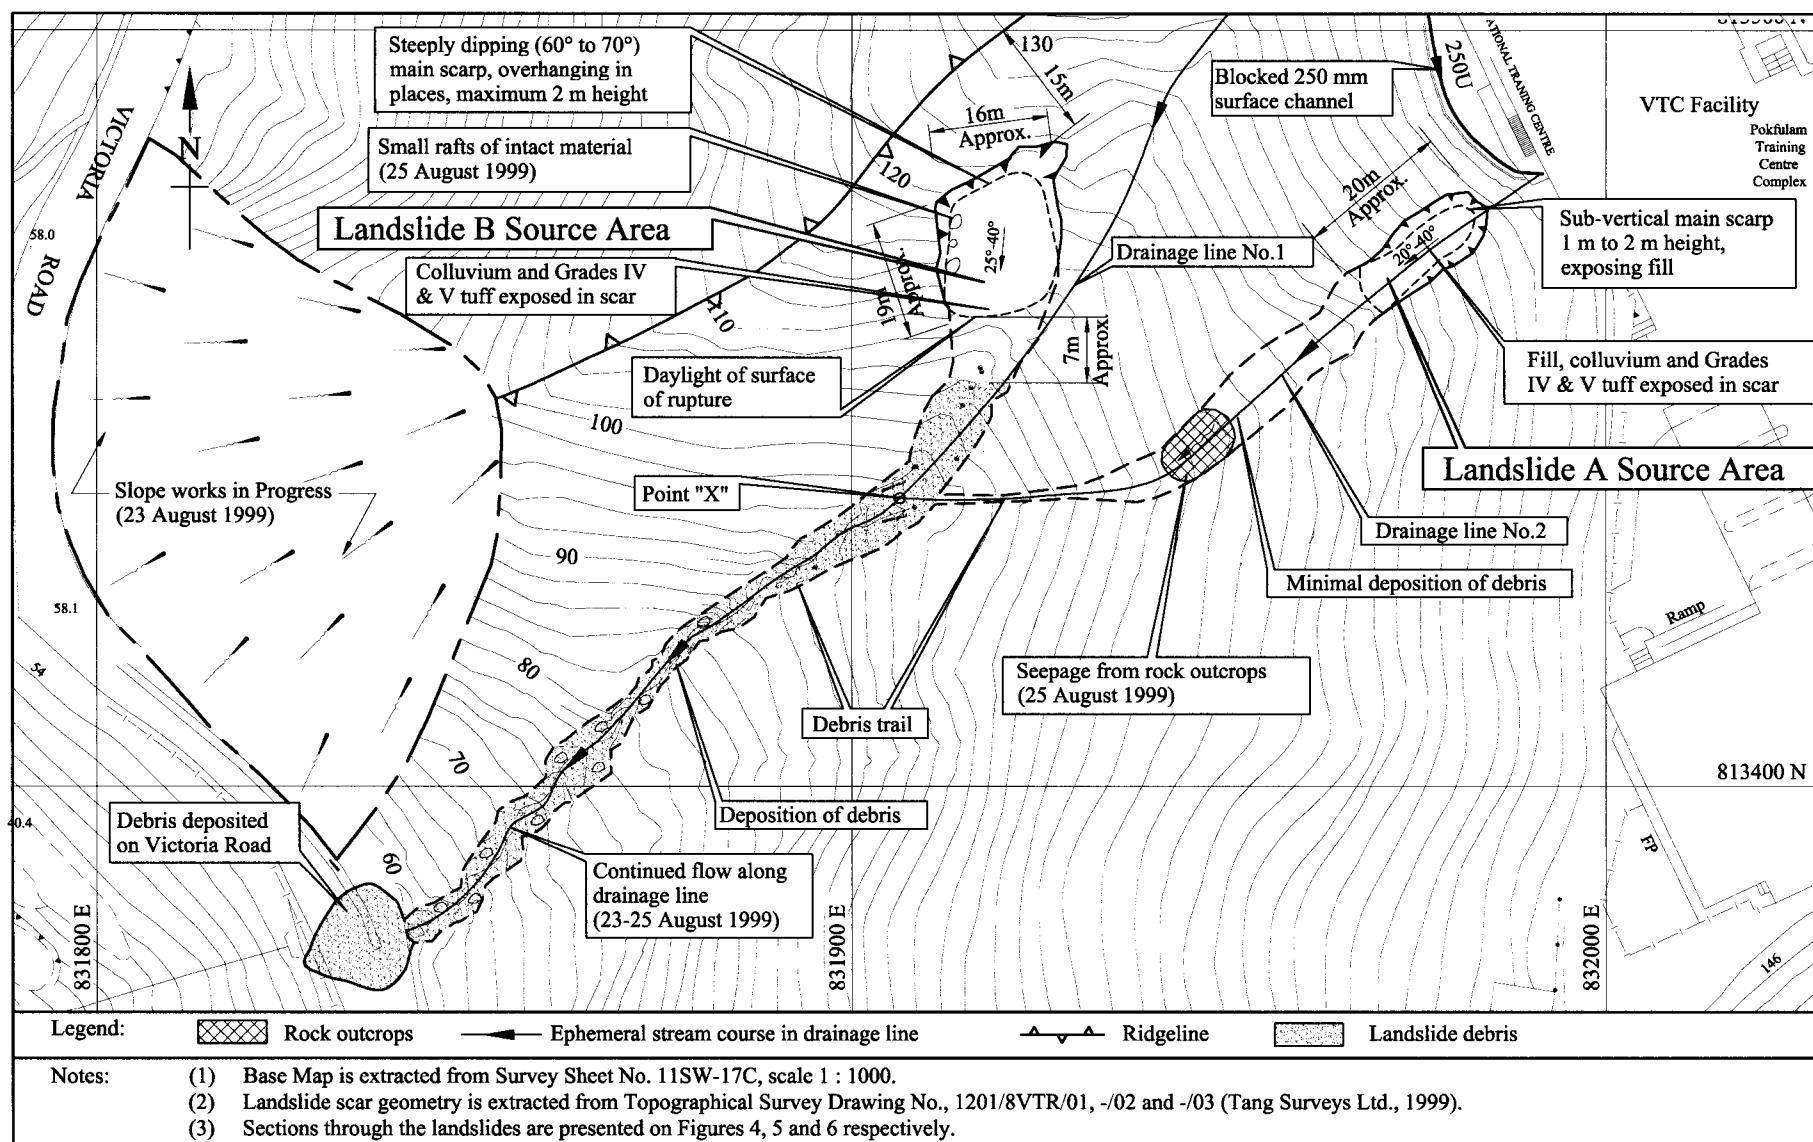 Steeply dipping (60° to 70°)
main scarp, overhanging in
places, maximum 2 m height
130
15m
16m
Approx.
Blocked 250 mm
surface channel
250U
ATIONAL TRAINING CENTRE
813500 N
VTC Facility
Pokfulam
Training
Centre
Complex
VICTORIA
ROAD
N
Small rafts of intact material
(25 August 1999)
120
20m
Approx.
58.0
Landslide B Source Area
25°-40°
19m
Approx.
Drainage line No.1
20°-40°
Sub-vertical main scarp
1 m to 2 m height,
exposing fill
Colluvium and Grades IV
& V tuff exposed in scar
110
7m
Approx
Daylight of surface
of rupture
Fill, colluvium and Grades
IV & V tuff exposed in scar
100
Landslide A Source Area
Slope works in Progress
(23 August 1999)
Point "X"
Drainage line No.2
90
Minimal deposition of debris
58.1
Ramp
54
80
Seepage from rock outcrops
(25 August 1999)
Debris trail
70
813400 N
40.4
Debris deposited
on Victoria Road
Deposition of debris
FP
60
Continued flow along
drainage line
(23-25 August 1999)
831800 E
831900 E
832000 E
146
Legend:
Rock outcrops
Ephemeral stream course in drainage line
Ridgeline
Landslide debris
Notes:
(1) Base Map is extracted from Survey Sheet No. 11SW-17C, scale 1 : 1000.
(2) Landslide scar geometry is extracted from Topographical Survey Drawing No., 1201/8VTR/01, -/02 and -/03 (Tang Surveys Ltd., 1999).
(3) Sections through the landslides are presented on Figures 4, 5 and 6 respectively.